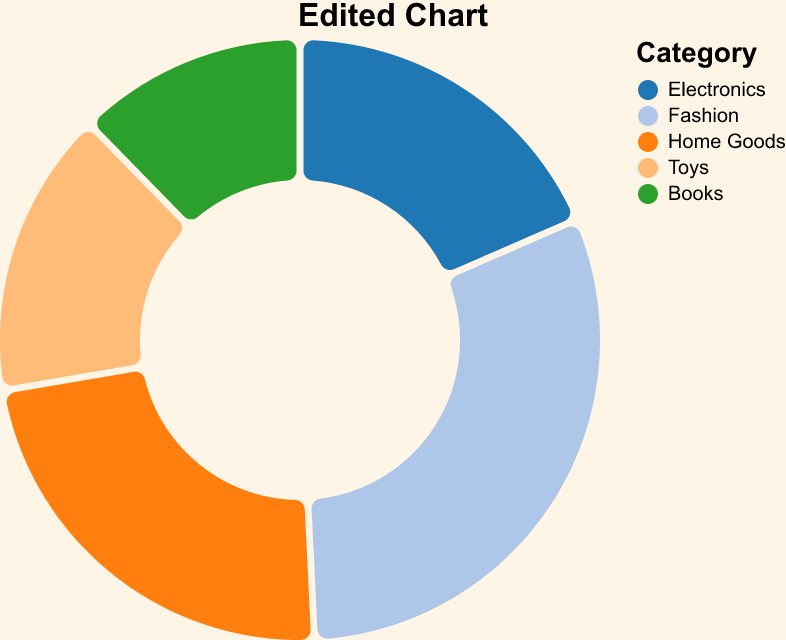 Edited Chart
Category
Electronics
Fashion
Home Goods
Toys
Books